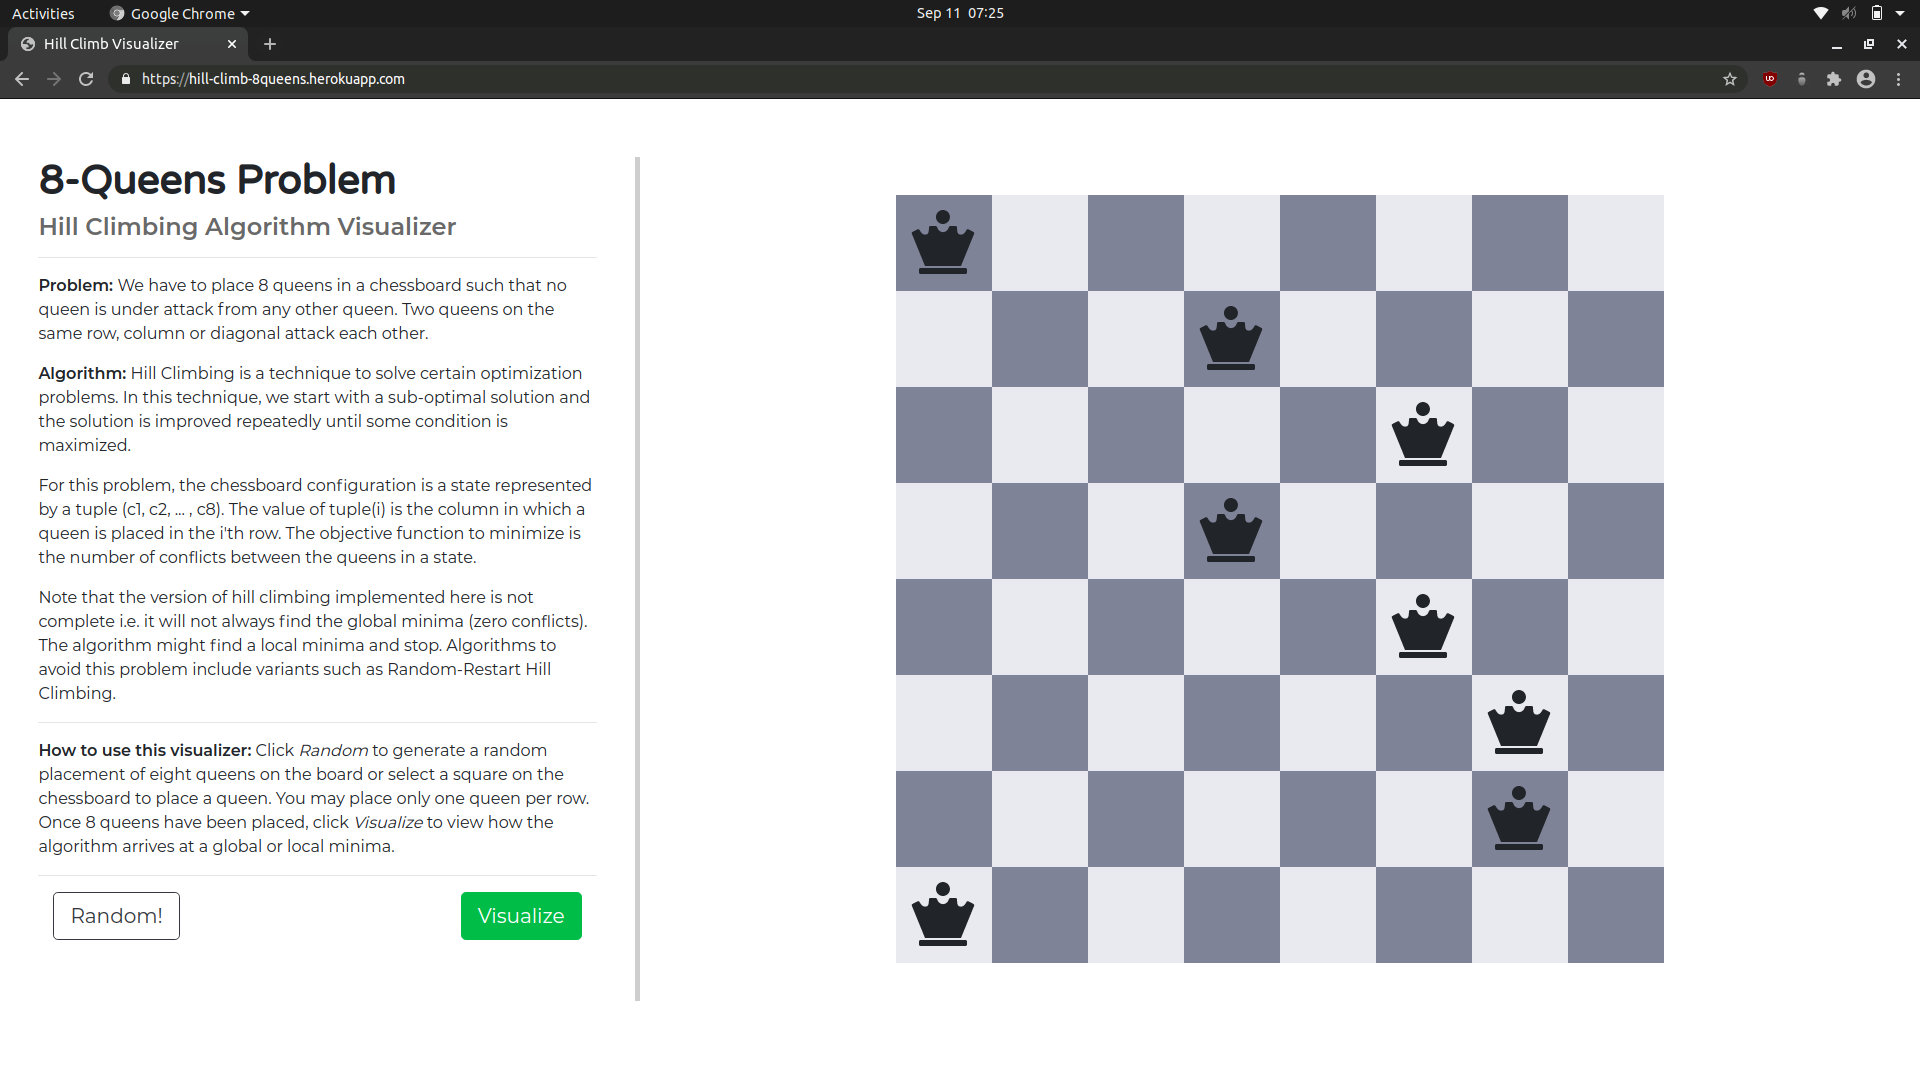 Activities
Google Chrome
Sep 11 07:25
Hill Climb Visualizer
https://hill-climb-8queens.herokuapp.com
8-Queens Problem
Hill Climbing Algorithm Visualizer
Problem: We have to place 8 queens in a chessboard such that no
queen is under attack from any other queen. Two queens on the
same row, column or diagonal attack each other.
Algorithm: Hill Climbing is a technique to solve certain optimization
problems. In this technique, we start with a sub-optimal solution and
the solution is improved repeatedly until some condition is
maximized.
For this problem, the chessboard configuration is a state represented
by a tuple (c1, c2, ... , c8). The value of tuple(i) is the column in which a
queen is placed in the i'th row. The objective function to minimize is
the number of conflicts between the queens in a state.
Note that the version of hill climbing implemented here is not
complete i.e. it will not always find the global minima (zero conflicts).
The algorithm might find a local minima and stop. Algorithms to
avoid this problem include variants such as Random-Restart Hill
Climbing.
How to use this visualizer: Click Random to generate a random
placement of eight queens on the board or select a square on the
chessboard to place a queen. You may place only one queen per row.
Once 8 queens have been placed, click Visualize to view how the
algorithm arrives at a global or local minima.
Random!
Visualize